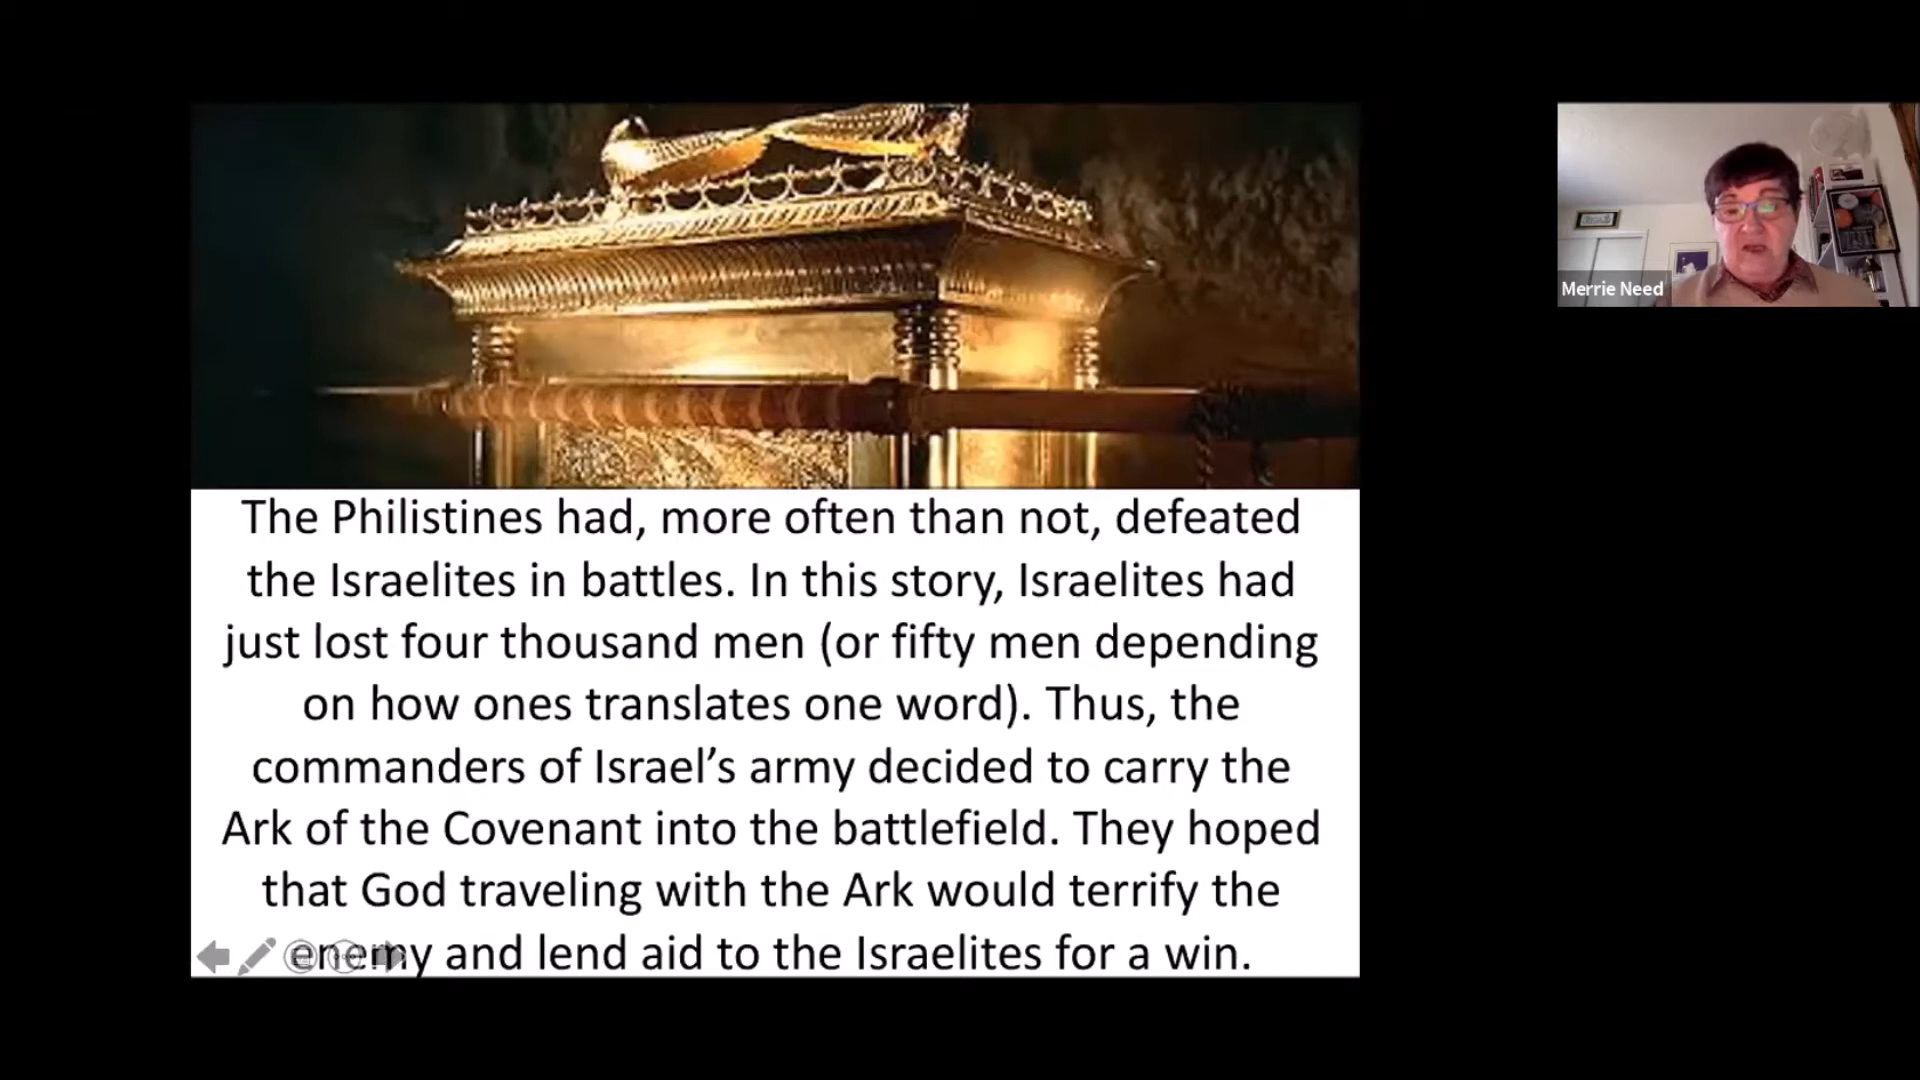 The Philistines had, more often than not, defeated
the Israelites in battles. In this story, Israelites had
just lost four thousand men (or fifty men depending
on how ones translates one word). Thus, the
commanders of Israel’s army decided to carry the
Ark of the Covenant into the battlefield. They hoped
that God traveling with the Ark would terrify the
enemy and lend aid to the Israelites for a win.
Merrie Need